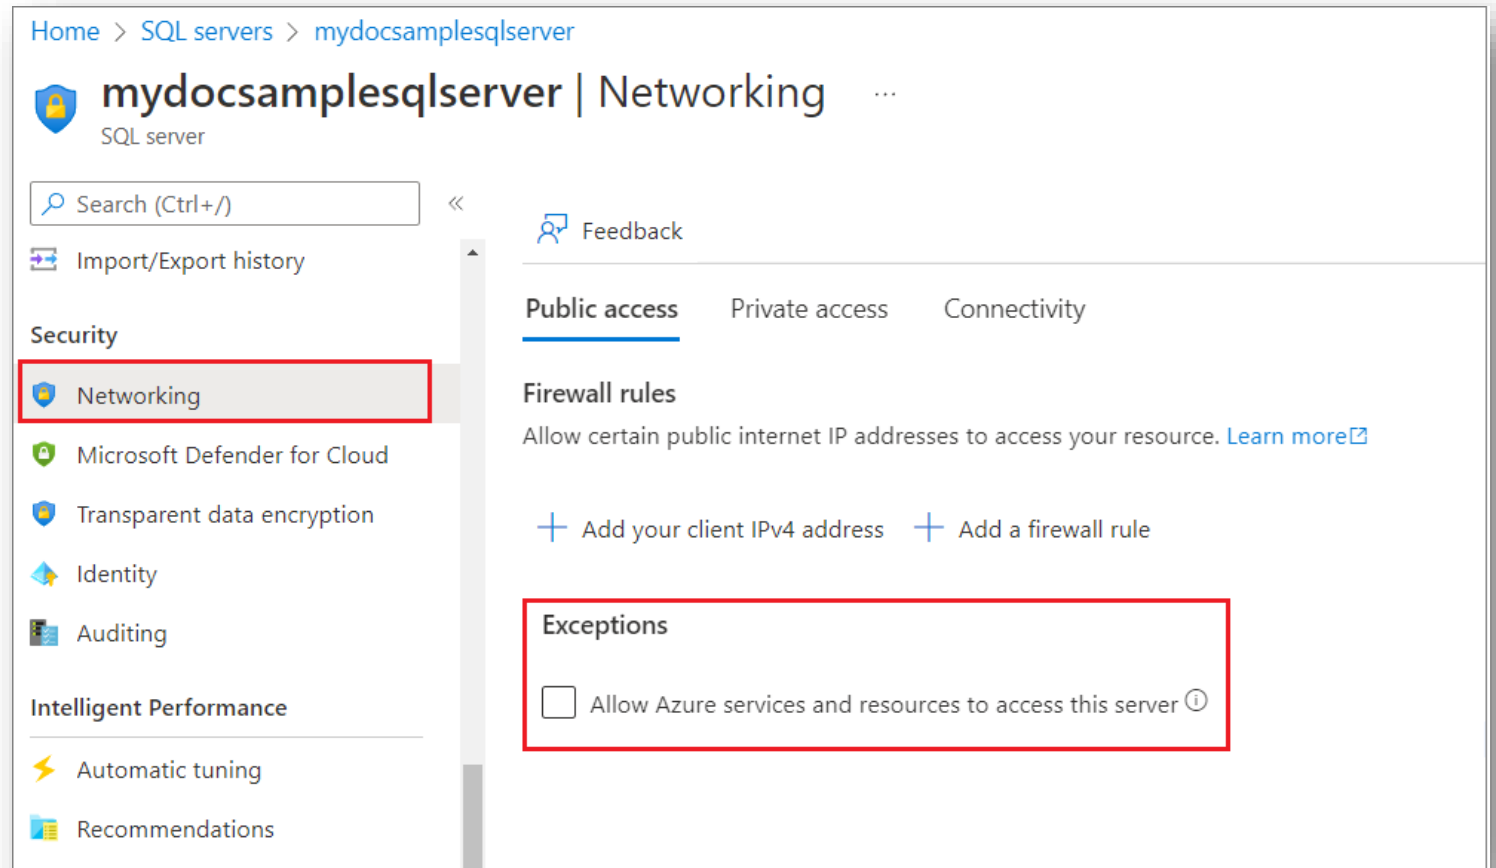 Home > SQL servers > mydocsamplesqlserver
mydocsamplesqlserver | Networking ...
SQL server
Search (Ctrl+/) «
Import/Export history
Security
Networking
Microsoft Defender for Cloud
Transparent data encryption
Identity
Auditing
Intelligent Performance
Automatic tuning
Recommendations
Feedback
Public access Private access Connectivity
Firewall rules
Allow certain public internet IP addresses to access your resource. Learn more
+ Add your client IPv4 address + Add a firewall rule
Exceptions
Allow Azure services and resources to access this server